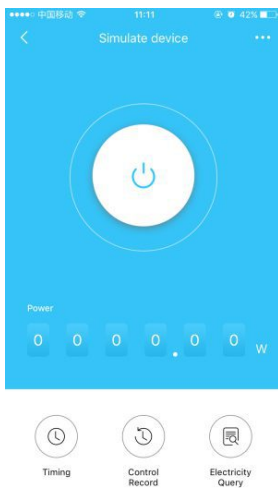 中国移动 11:11 42%
Simulate device
Power
0 0 0 0 . 0 0 W
Timing Control Record Electricity Query